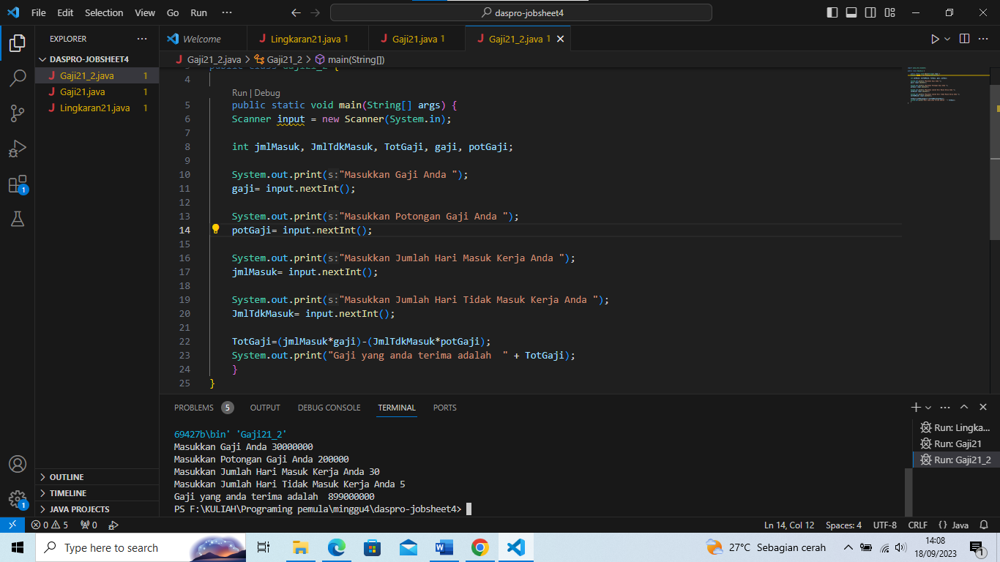 File Edit Selection View Go Run ··· daspro-jobsheet4
EXPLORER ···
DASPRO-JOBSHEET4
Gaji21_2.java 1
Gaji21.java 1
Lingkaran21.java 1
OUTLINE
TIMELINE
JAVA PROJECTS
Welcome Lingkaran21.java 1 Gaji21.java 1 Gaji21_2.java 1
Gaji21_2.java > Gaji21_2 > main(String[])
3 public class Gaji21_2 {
4
Run | Debug
5 public static void main(String[] args) {
6 Scanner input = new Scanner(System.in);
7
8 int jmlMasuk, JmlTdkMasuk, TotGaji, gaji, potGaji;
9
10 System.out.print(s:"Masukkan Gaji Anda ");
11 gaji= input.nextInt();
12
13 System.out.print(s:"Masukkan Potongan Gaji Anda ");
14 potGaji= input.nextInt();
15
16 System.out.print(s:"Masukkan Jumlah Hari Masuk Kerja Anda ");
17 jmlMasuk= input.nextInt();
18
19 System.out.print(s:"Masukkan Jumlah Hari Tidak Masuk Kerja Anda ");
20 JmlTdkMasuk= input.nextInt();
21
22 TotGaji=(jmlMasuk*gaji)-(JmlTdkMasuk*potGaji);
23 System.out.print("Gaji yang anda terima adalah  " + TotGaji);
24 }
25 }
PROBLEMS 5 OUTPUT DEBUG CONSOLE TERMINAL PORTS
69427b\bin' 'Gaji21_2'
Masukkan Gaji Anda 30000000
Masukkan Potongan Gaji Anda 200000
Masukkan Jumlah Hari Masuk Kerja Anda 30
Masukkan Jumlah Hari Tidak Masuk Kerja Anda 5
Gaji yang anda terima adalah  899000000
PS F:\KULIAH\Programing pemula\minggu4\daspro-jobsheet4>
Run: Lingka...
Run: Gaji21
Run: Gaji21_2
1
1
0 5 0 Ln 14, Col 12 Spaces: 4 UTF-8 CRLF {} Java
Type here to search 27°C Sebagian cerah 14:08
18/09/2023 1